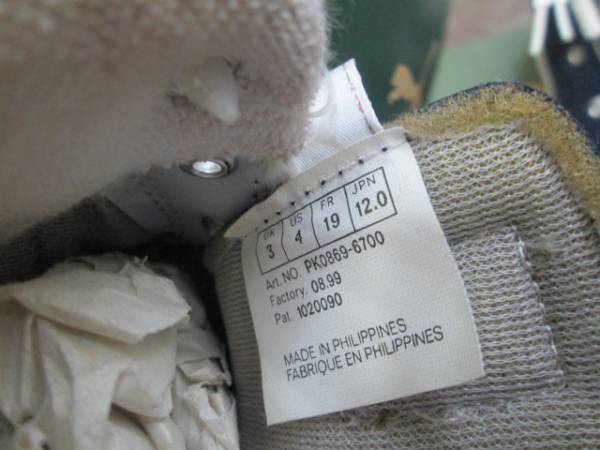 UK US FR JPN
3 4 19 12.0
Art. NO. PK0869-6700
Factory. 08.99
Pat. 1020090
MADE IN PHILIPPINES
FABRIQUE EN PHILIPPINES